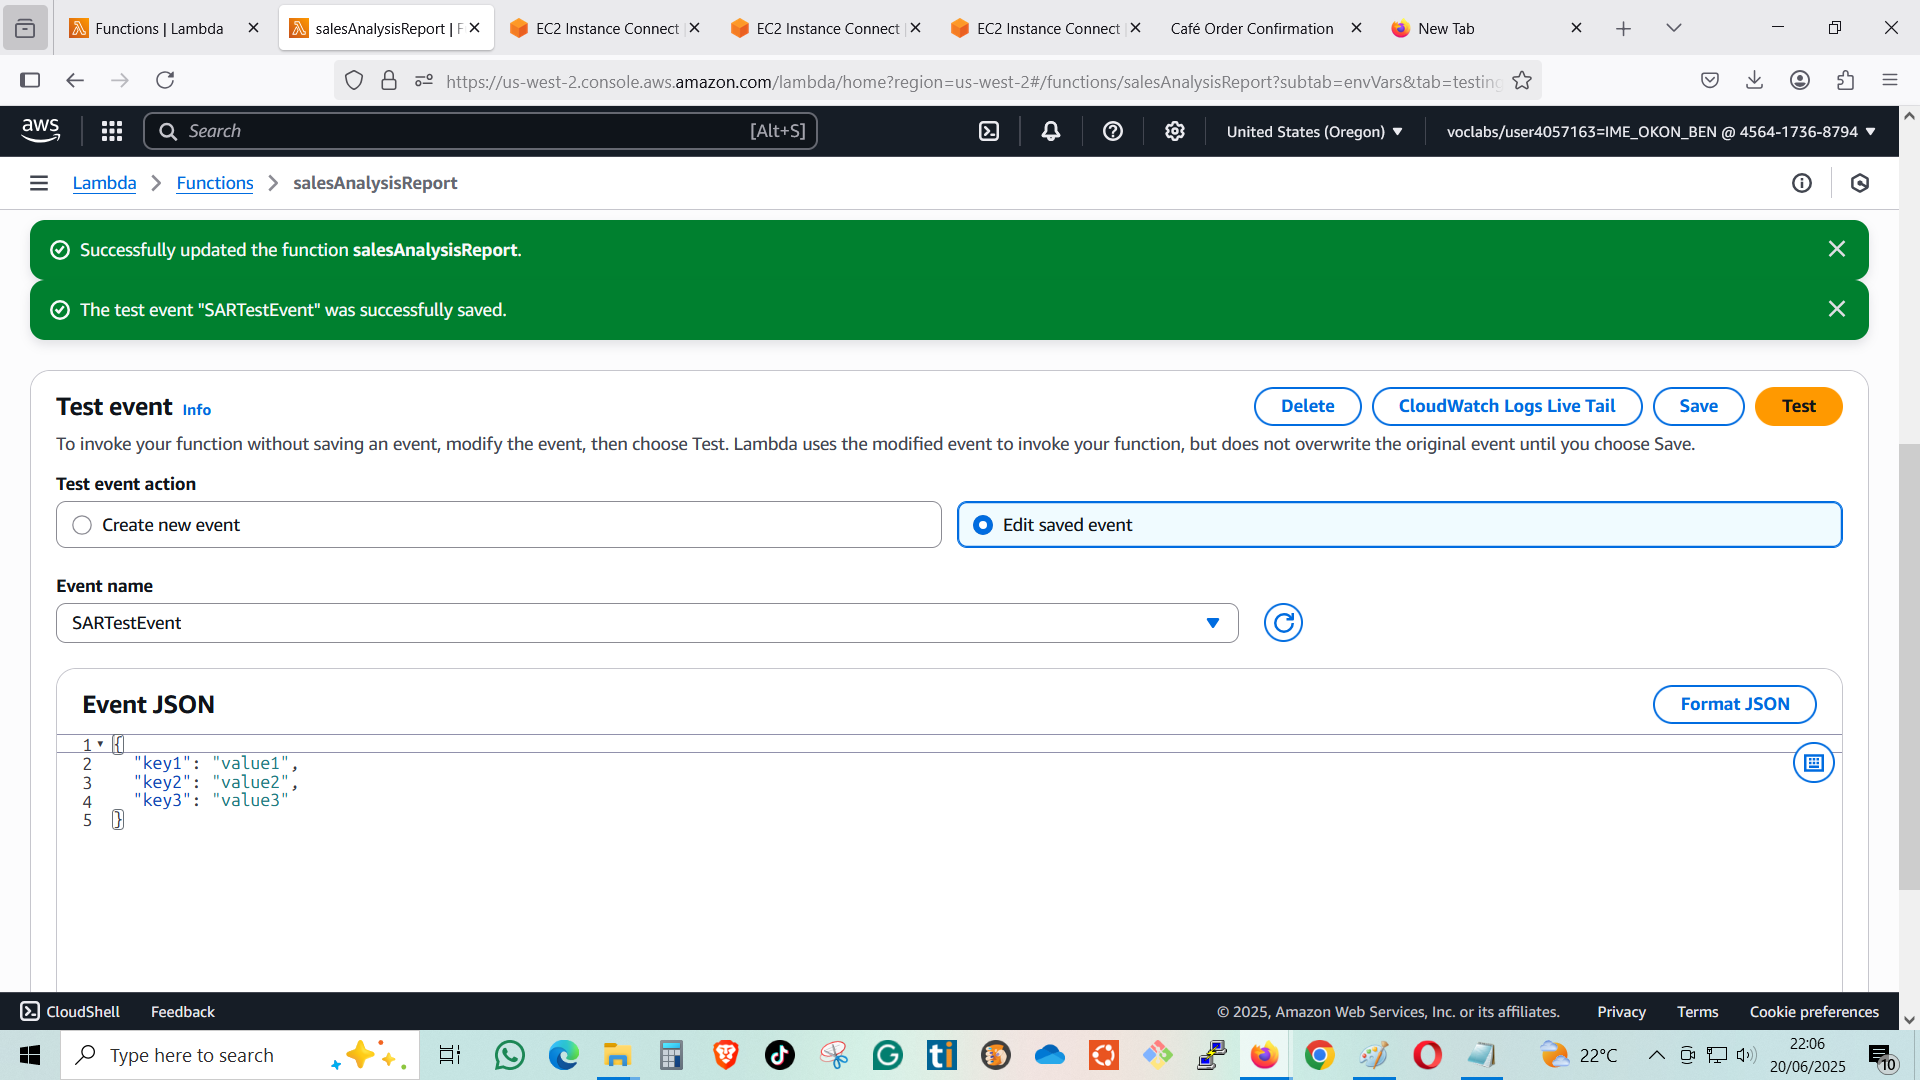 Functions | Lambda
salesAnalysisReport | F
EC2 Instance Connect
EC2 Instance Connect
EC2 Instance Connect
Café Order Confirmation
New Tab
https://us-west-2.console.aws.amazon.com/lambda/home?region=us-west-2#/functions/salesAnalysisReport?subtab=envVars&tab=testing
aws
Search
[Alt+S]
United States (Oregon)
voclabs/user4057163=IME_OKON_BEN @ 4564-1736-8794
Lambda
Functions
salesAnalysisReport
Successfully updated the function salesAnalysisReport.
The test event "SARTestEvent" was successfully saved.
Test event Info
Delete
CloudWatch Logs Live Tail
Save
Test
To invoke your function without saving an event, modify the event, then choose Test. Lambda uses the modified event to invoke your function, but does not overwrite the original event until you choose Save.
Test event action
Create new event
Edit saved event
Event name
SARTestEvent
Event JSON
Format JSON
1 {
2 "key1": "value1",
3 "key2": "value2",
4 "key3": "value3"
5 }
CloudShell
Feedback
© 2025, Amazon Web Services, Inc. or its affiliates.
Privacy
Terms
Cookie preferences
Type here to search
ti
22°C
22:06
20/06/2025
10